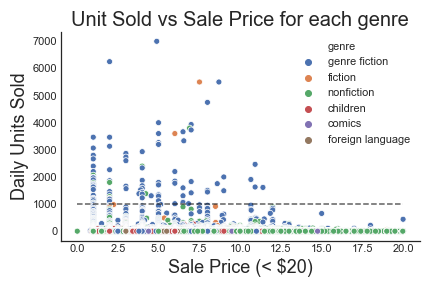 Unit Sold vs Sale Price for each genre
Daily Units Sold
7000
6000
5000
4000
3000
2000
1000
0
genre
genre fiction
fiction
nonfiction
children
comics
foreign language
0.0 2.5 5.0 7.5 10.0 12.5 15.0 17.5 20.0
Sale Price (< $20)